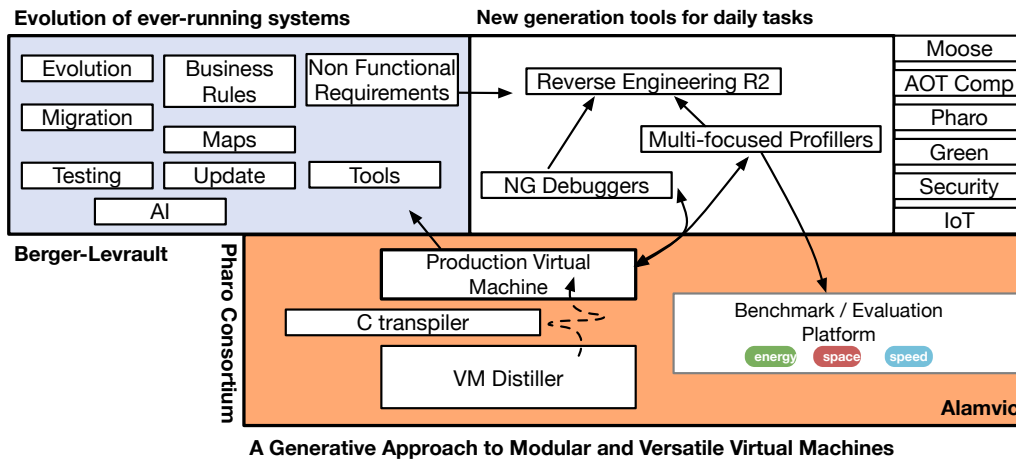 Evolution of ever-running systems
New generation tools for daily tasks
Evolution
Business
Rules
Non Functional
Requirements
Migration
Maps
Testing
Update
Tools
AI
Reverse Engineering R2
Multi-focused Profillers
NG Debuggers
Moose
AOT Comp
Pharo
Green
Security
IoT
Berger-Levrault
Pharo Consortium
Production Virtual
Machine
C transpiler
VM Distiller
Benchmark / Evaluation
Platform
energy
space
speed
Alamvic
A Generative Approach to Modular and Versatile Virtual Machines